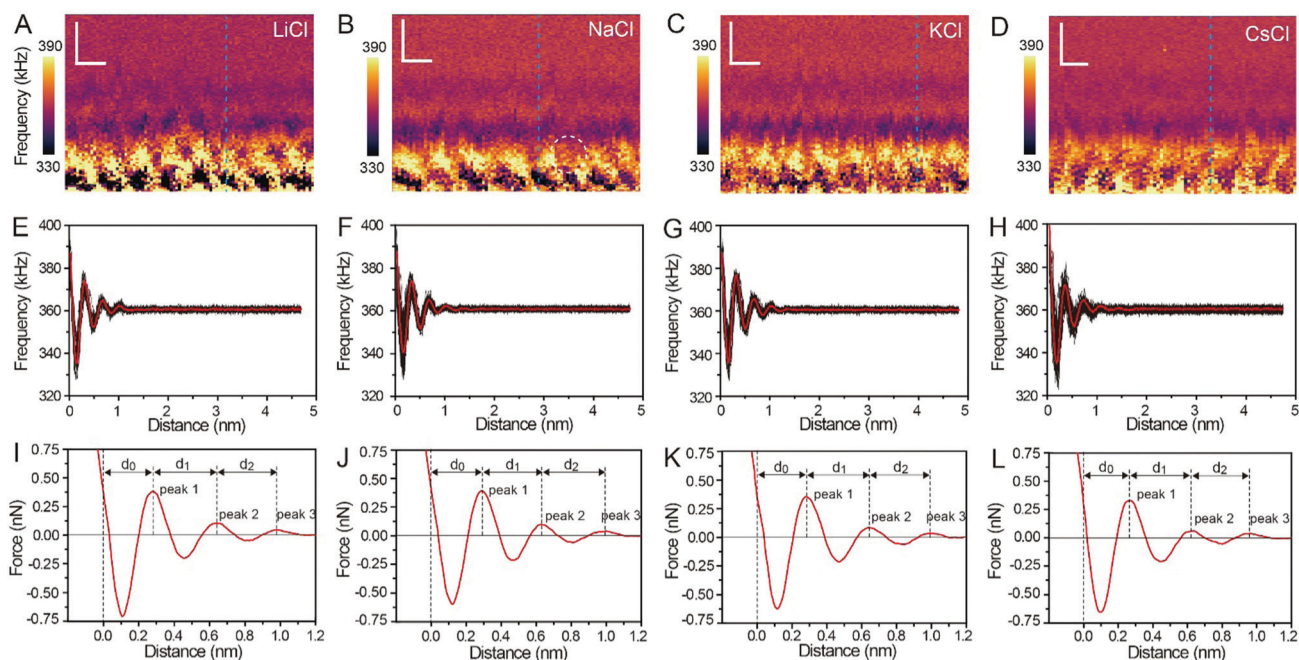 A LiCl
390
330
Frequency (kHz)
B NaCl
390
330
C KCl
390
330
D CsCl
390
330
E
Frequency (kHz)
400
380
360
340
320
0 1 2 3 4 5
Distance (nm)
F
Frequency (kHz)
400
380
360
340
320
0 1 2 3 4 5
Distance (nm)
G
Frequency (kHz)
400
380
360
340
320
0 1 2 3 4 5
Distance (nm)
H
Frequency (kHz)
400
380
360
340
320
0 1 2 3 4 5
Distance (nm)
I
Force (nN)
0.75
0.50
0.25
0.00
-0.25
-0.50
-0.75
d0 d1 d2
peak 1
peak 2 peak 3
0.0 0.2 0.4 0.6 0.8 1.0 1.2
Distance (nm)
J
Force (nN)
0.75
0.50
0.25
0.00
-0.25
-0.50
-0.75
d0 d1 d2
peak 1
peak 2 peak 3
0.0 0.2 0.4 0.6 0.8 1.0 1.2
Distance (nm)
K
Force (nN)
0.75
0.50
0.25
0.00
-0.25
-0.50
-0.75
d0 d1 d2
peak 1
peak 2 peak 3
0.0 0.2 0.4 0.6 0.8 1.0 1.2
Distance (nm)
L
Force (nN)
0.75
0.50
0.25
0.00
-0.25
-0.50
-0.75
d0 d1 d2
peak 1
peak 2 peak 3
0.0 0.2 0.4 0.6 0.8 1.0 1.2
Distance (nm)